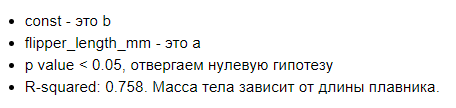 • const - это b
• flipper_length_mm - это a
• p value < 0.05, отвергаем нулевую гипотезу
• R-squared: 0.758. Масса тела зависит от длины плавника.